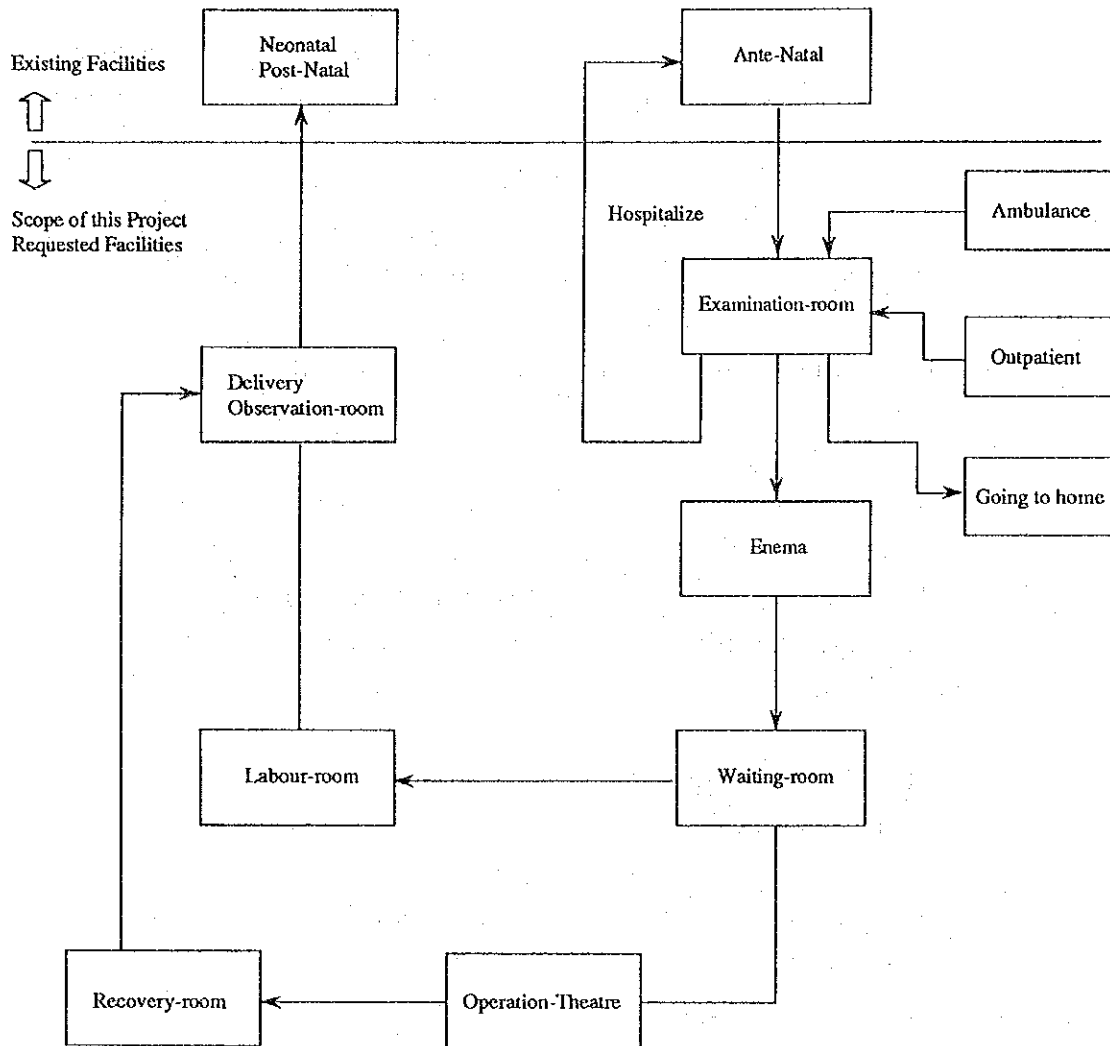 Existing Facilities
Neonatal
Post-Natal
Ante-Natal
Scope of this Project
Requested Facilities
Hospitalize
Ambulance
Examination-room
Outpatient
Delivery
Observation-room
Going to home
Enema
Labour-room
Waiting-room
Recovery-room
Operation-Theatre